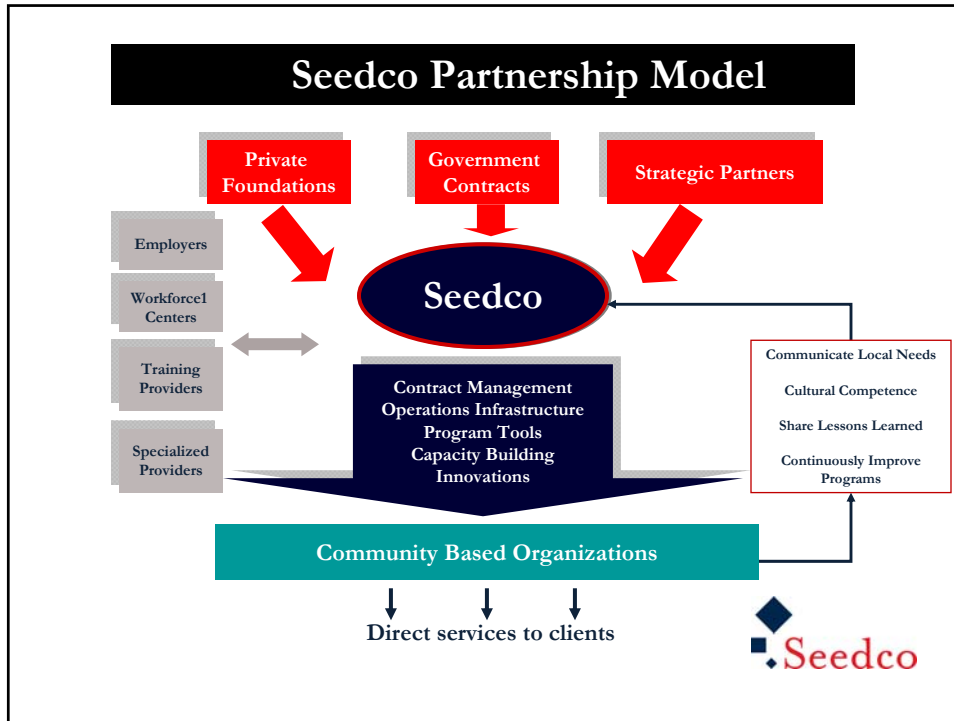 Seedco Partnership Model
Private
Foundations
Government
Contracts
Strategic Partners
Employers
Workforce1
Centers
Training
Providers
Specialized
Providers
Seedco
Contract Management
Operations Infrastructure
Program Tools
Capacity Building
Innovations
Communicate Local Needs
Cultural Competence
Share Lessons Learned
Continuously Improve
Programs
Community Based Organizations
Direct services to clients
Seedco